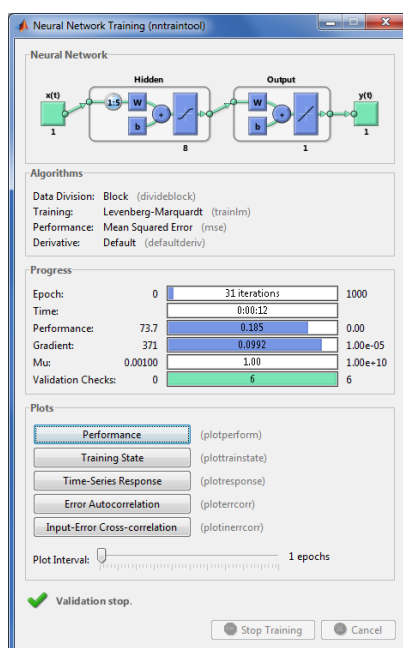 Neural Network Training (nntraintool)
Neural Network
Hidden Output
x(t) y(t)
1:5 W W
+ +
b b
1 8 1 1
Algorithms
Data Division: Block (divideblock)
Training: Levenberg-Marquardt (trainlm)
Performance: Mean Squared Error (mse)
Derivative: Default (defaultderiv)
Progress
Epoch: 0 31 iterations 1000
Time: 0:00:12
Performance: 73.7 0.185 0.00
Gradient: 371 0.0992 1.00e-05
Mu: 0.00100 1.00 1.00e+10
Validation Checks: 0 6 6
Plots
Performance (plotperform)
Training State (plottrainstate)
Time-Series Response (plotresponse)
Error Autocorrelation (ploterrcorr)
Input-Error Cross-correlation (plotinerrcorr)
Plot Interval: 1 epochs
Validation stop.
Stop Training Cancel